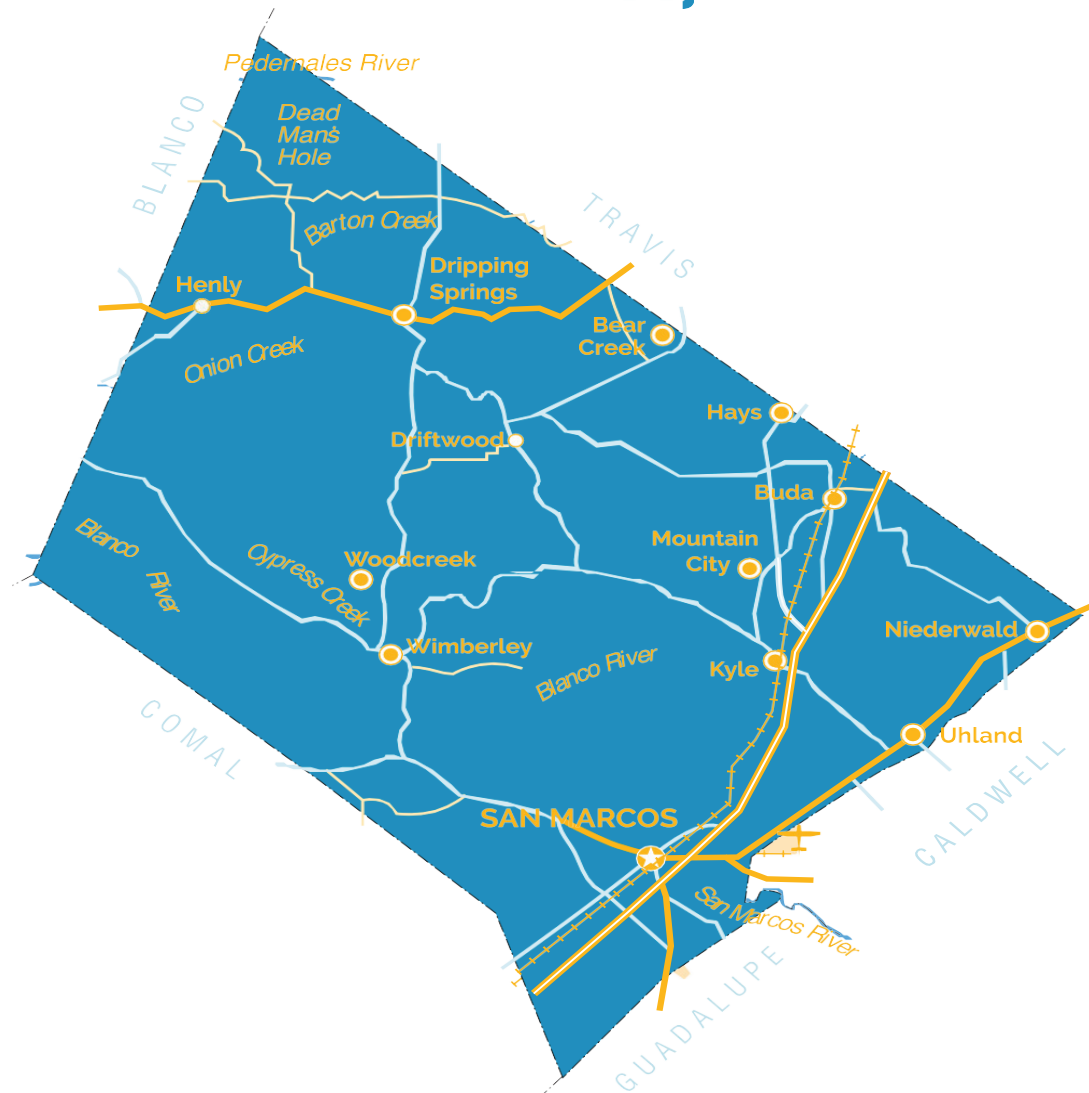 Pedernales River
Dead
Man's
Hole
BLANCO
TRAVIS
Barton Creek
Dripping
Springs
Henly
Bear
Creek
Onion Creek
Hays
Driftwood
Buda
Mountain
City
Blanco
River
Cypress Creek
Woodcreek
Niederwald
Wimberley
Blanco River
Kyle
COMAL
Uhland
CALDWELL
SAN MARCOS
San Marcos River
GUADALUPE